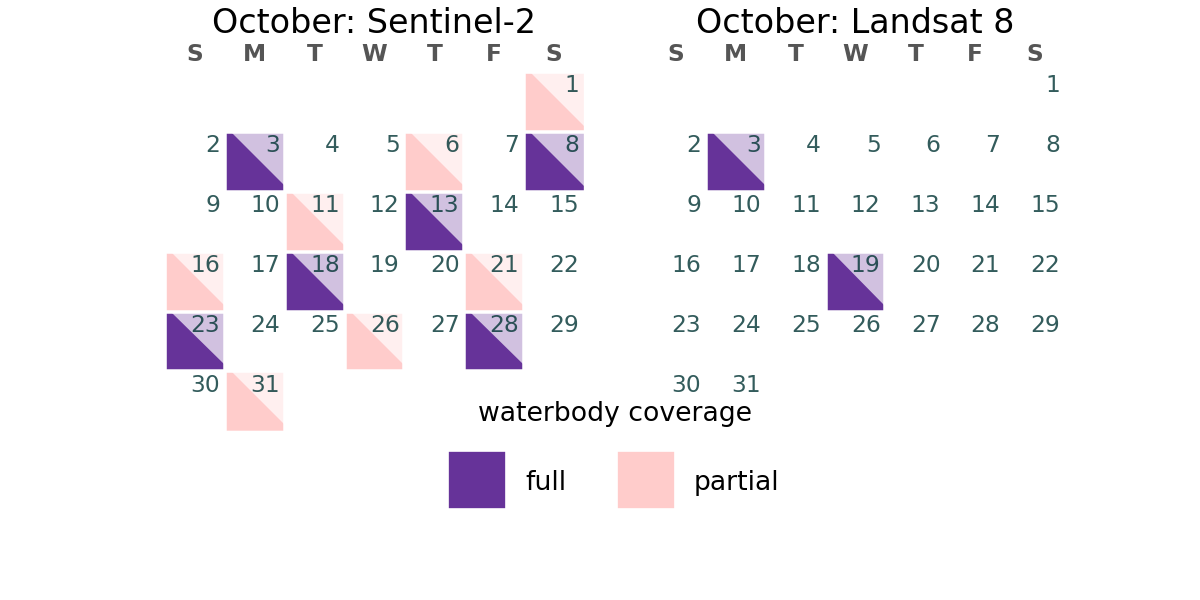 October: Sentinel-2
S M T W T F S
1
2 3 4 5 6 7 8
9 10 11 12 13 14 15
16 17 18 19 20 21 22
23 24 25 26 27 28 29
30 31
October: Landsat 8
S M T W T F S
1
2 3 4 5 6 7 8
9 10 11 12 13 14 15
16 17 18 19 20 21 22
23 24 25 26 27 28 29
30 31
waterbody coverage
full partial